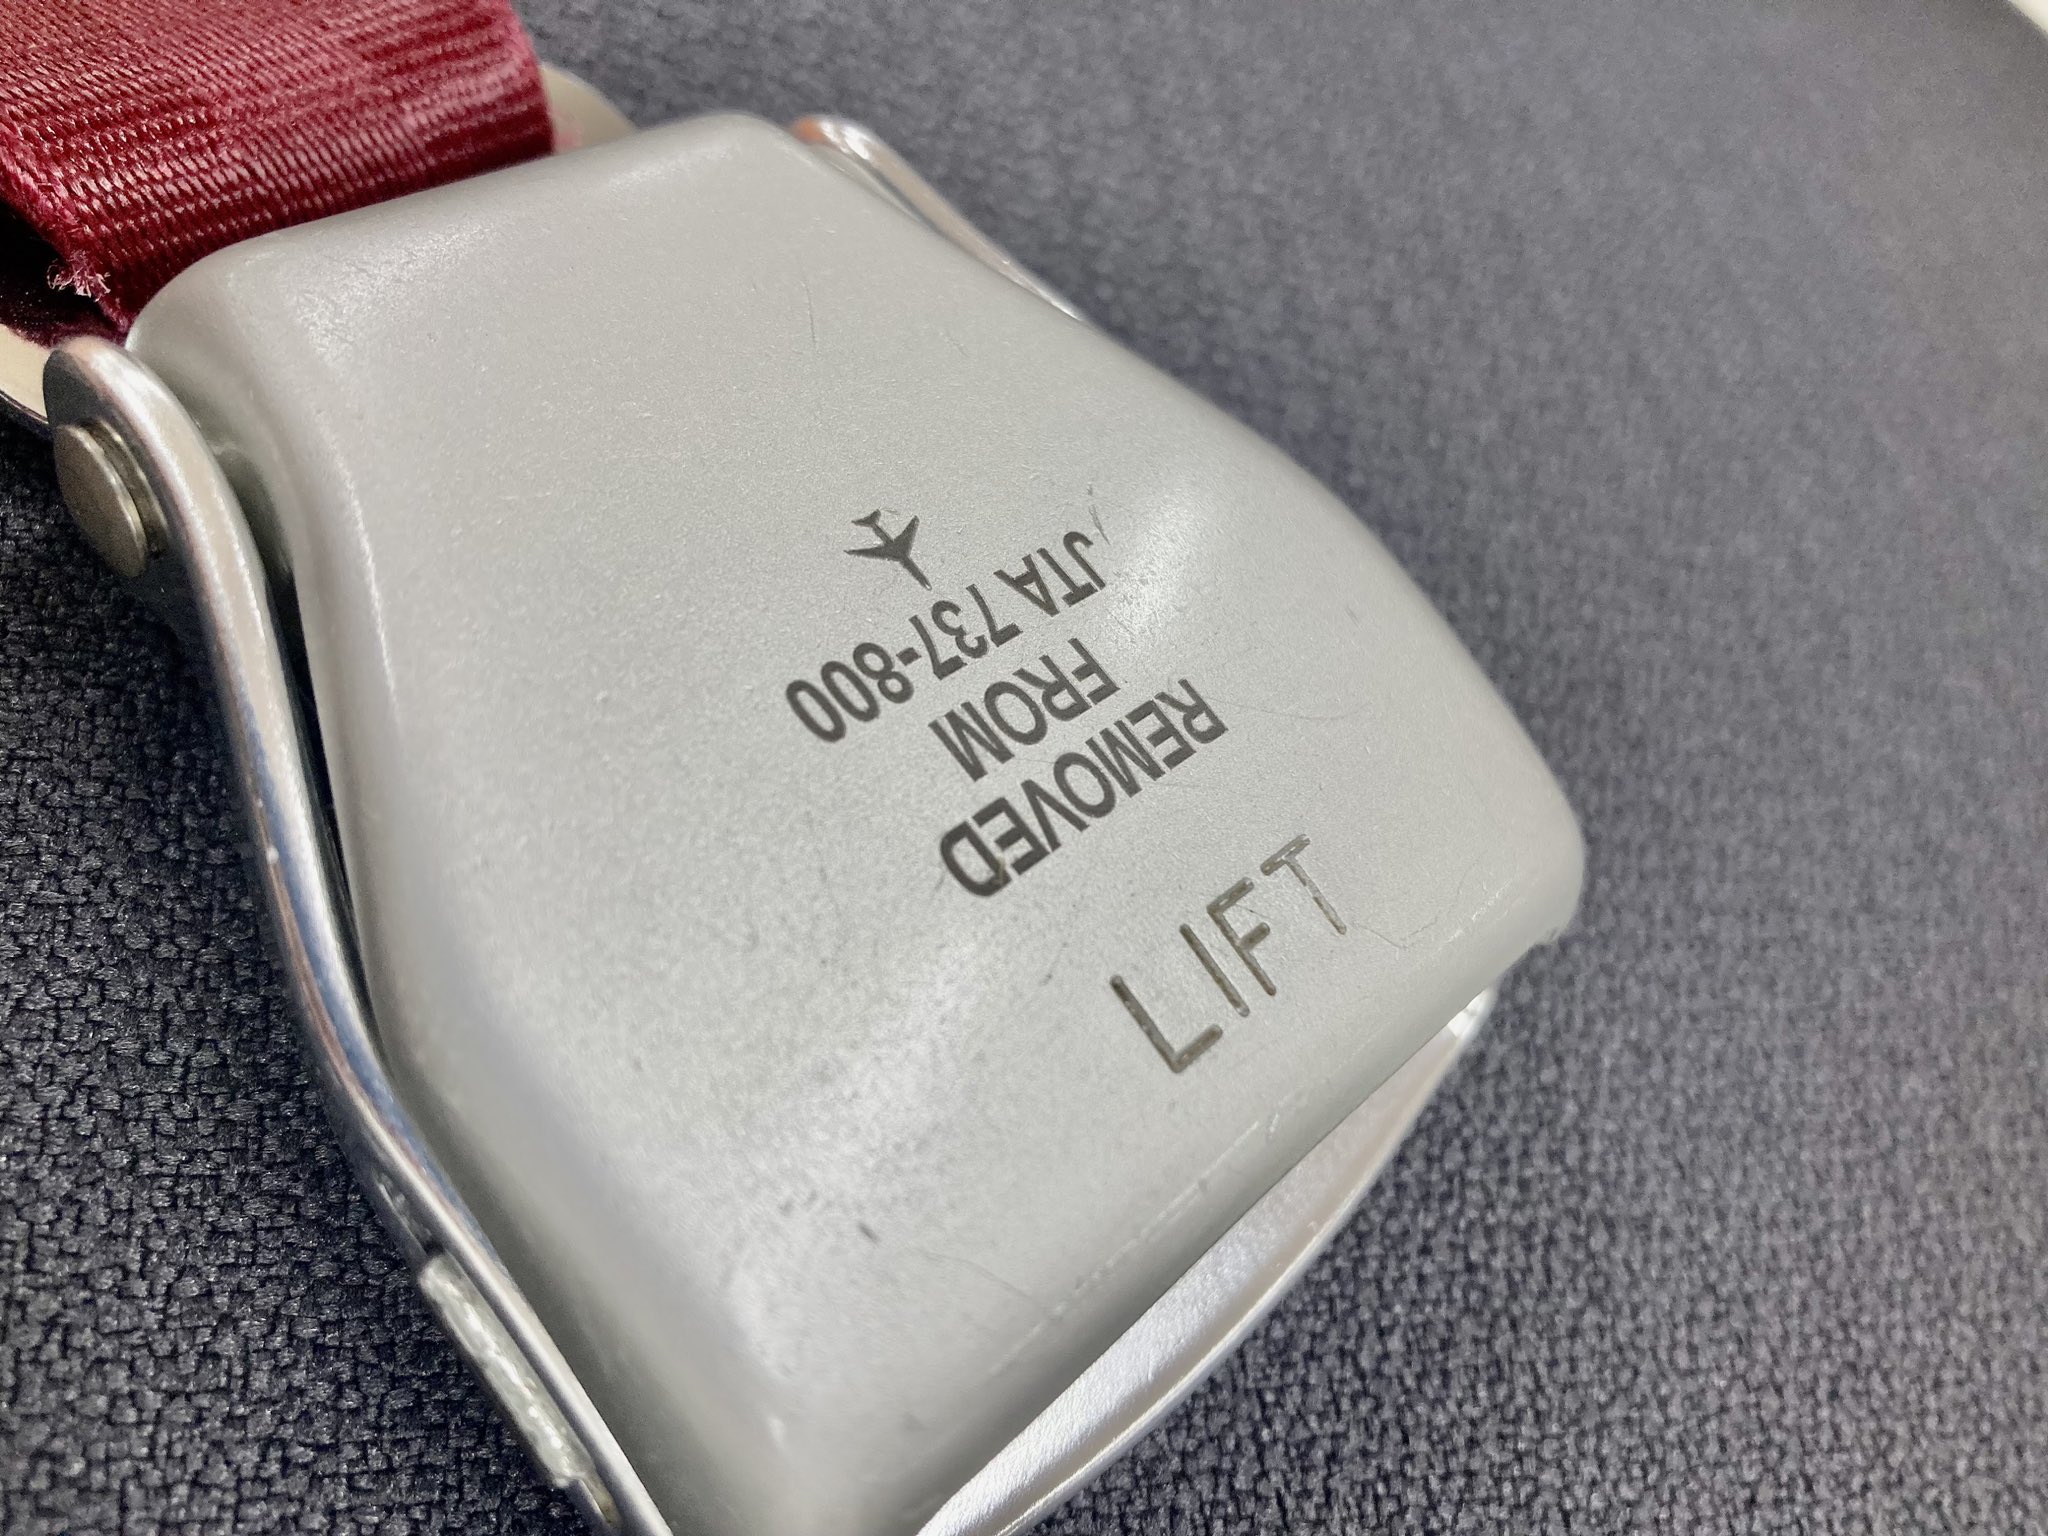 REMOVED
FROM
JTA 737-800
LIFT